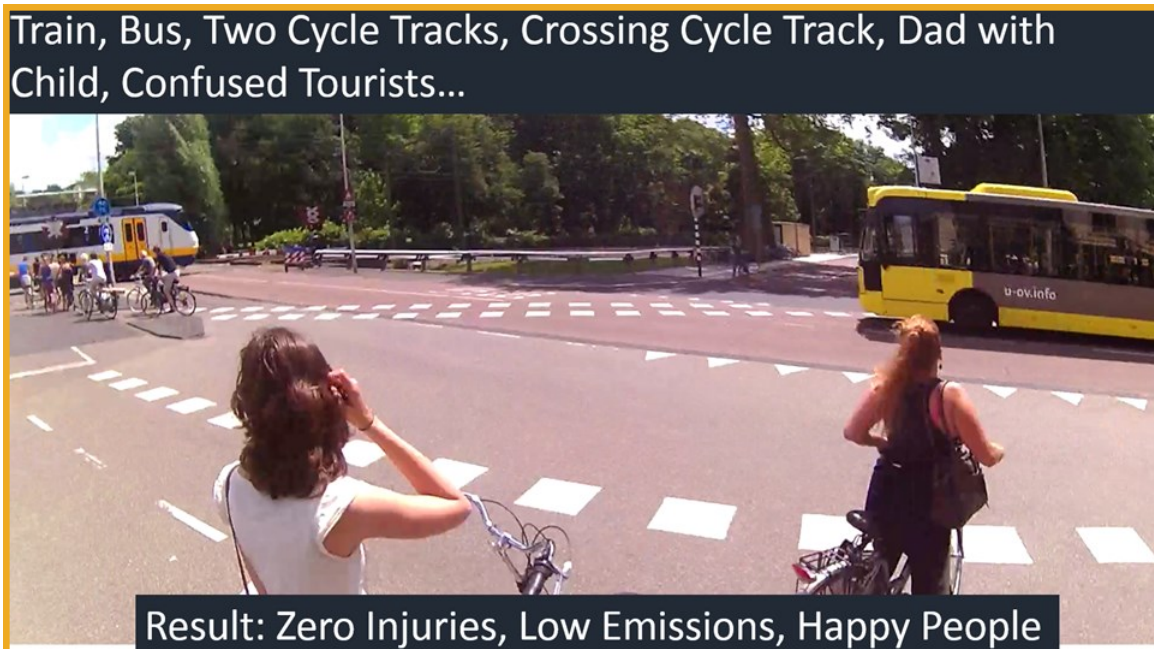 Train, Bus, Two Cycle Tracks, Crossing Cycle Track, Dad with
Child, Confused Tourists...
u-ov.info
Result: Zero Injuries, Low Emissions, Happy People